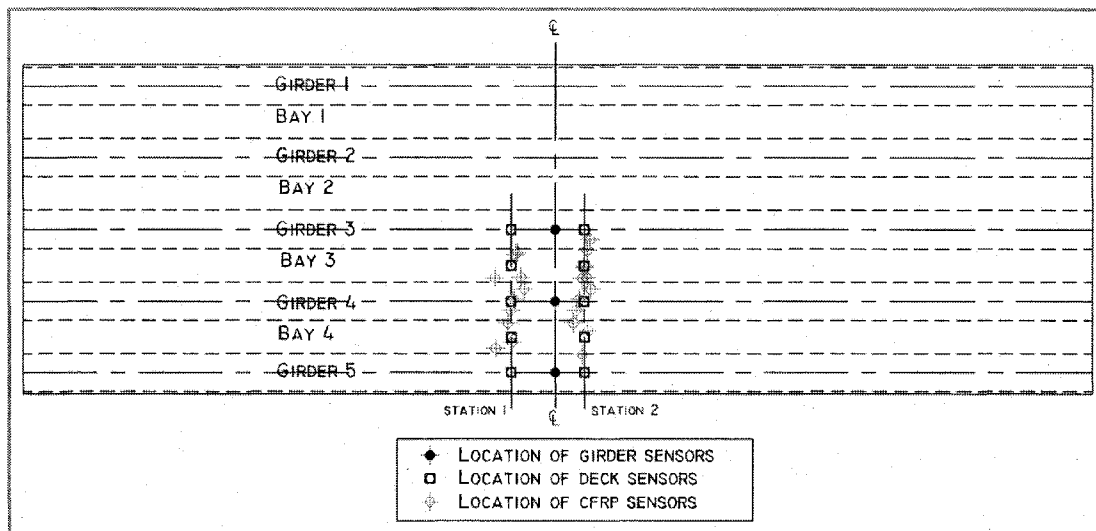 ℄
GIRDER 1
BAY 1
GIRDER 2
BAY 2
GIRDER 3
BAY 3
GIRDER 4
BAY 4
GIRDER 5
STATION 1 ℄ STATION 2
LOCATION OF GIRDER SENSORS
LOCATION OF DECK SENSORS
LOCATION OF CFRP SENSORS